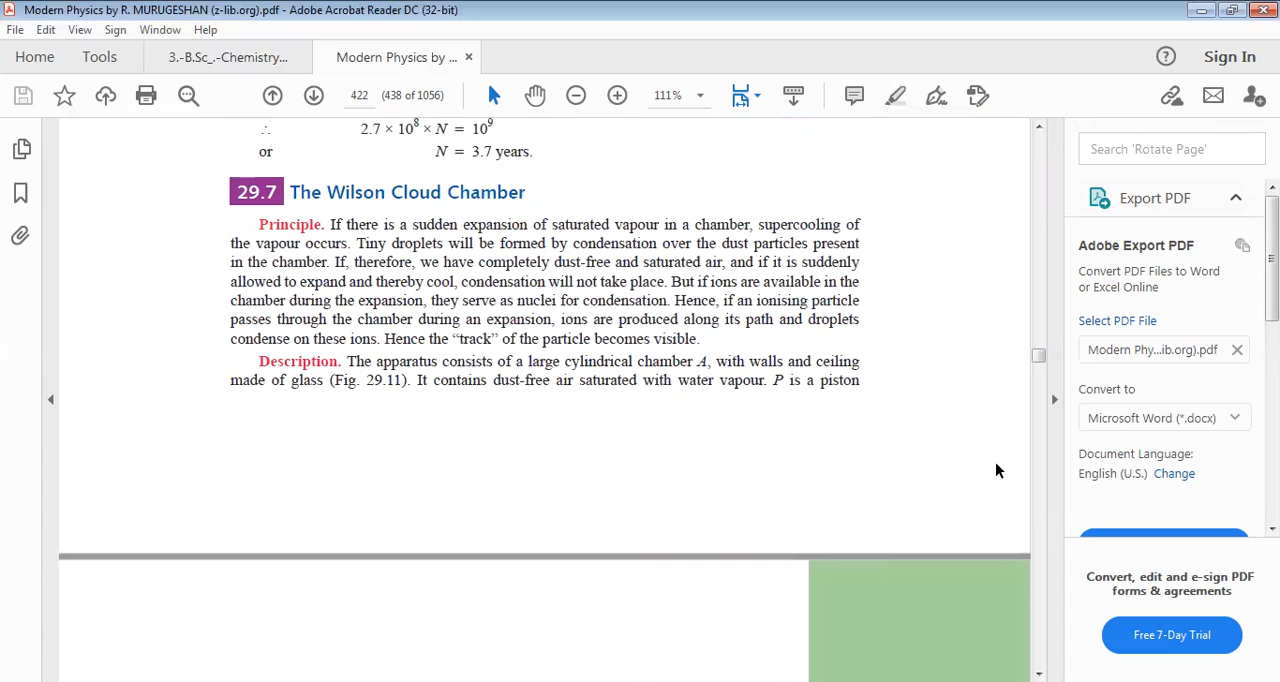 Modern Physics by R. MURUGESHAN (z-lib.org).pdf - Adobe Acrobat Reader DC (32-bit)
File Edit View Sign Window Help
Home Tools 3.-B.Sc_.-Chemistry... Modern Physics by ... × Sign In
422 (438 of 1056) 111%
∴ 2.7 × 10⁸ × N = 10⁹
or N = 3.7 years.
29.7 The Wilson Cloud Chamber
Principle. If there is a sudden expansion of saturated vapour in a chamber, supercooling of
the vapour occurs. Tiny droplets will be formed by condensation over the dust particles present
in the chamber. If, therefore, we have completely dust-free and saturated air, and if it is suddenly
allowed to expand and thereby cool, condensation will not take place. But if ions are available in the
chamber during the expansion, they serve as nuclei for condensation. Hence, if an ionising particle
passes through the chamber during an expansion, ions are produced along its path and droplets
condense on these ions. Hence the “track” of the particle becomes visible.
Description. The apparatus consists of a large cylindrical chamber A, with walls and ceiling
made of glass (Fig. 29.11). It contains dust-free air saturated with water vapour. P is a piston
Search 'Rotate Page'
Export PDF
Adobe Export PDF
Convert PDF Files to Word
or Excel Online
Select PDF File
Modern Phy...ib.org).pdf
Convert to
Microsoft Word (*.docx)
Document Language:
English (U.S.) Change
Convert, edit and e-sign PDF
forms & agreements
Free 7-Day Trial